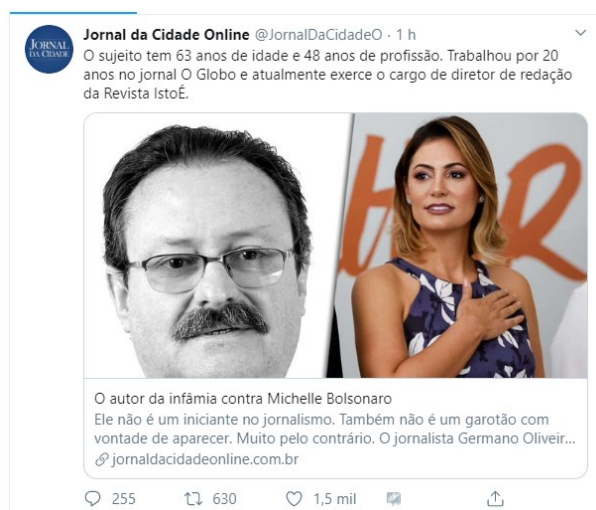 Jornal da Cidade Online @JornalDaCidadeO · 1 h
JORNAL
DA CIDADE
O sujeito tem 63 anos de idade e 48 anos de profissão. Trabalhou por 20
anos no jornal O Globo e atualmente exerce o cargo de diretor de redação
da Revista IstoÉ.
O autor da infâmia contra Michelle Bolsonaro
Ele não é um iniciante no jornalismo. Também não é um garotão com
vontade de aparecer. Muito pelo contrário. O jornalista Germano Oliveir...
jornaldacidadeonline.com.br
255 630 1,5 mil